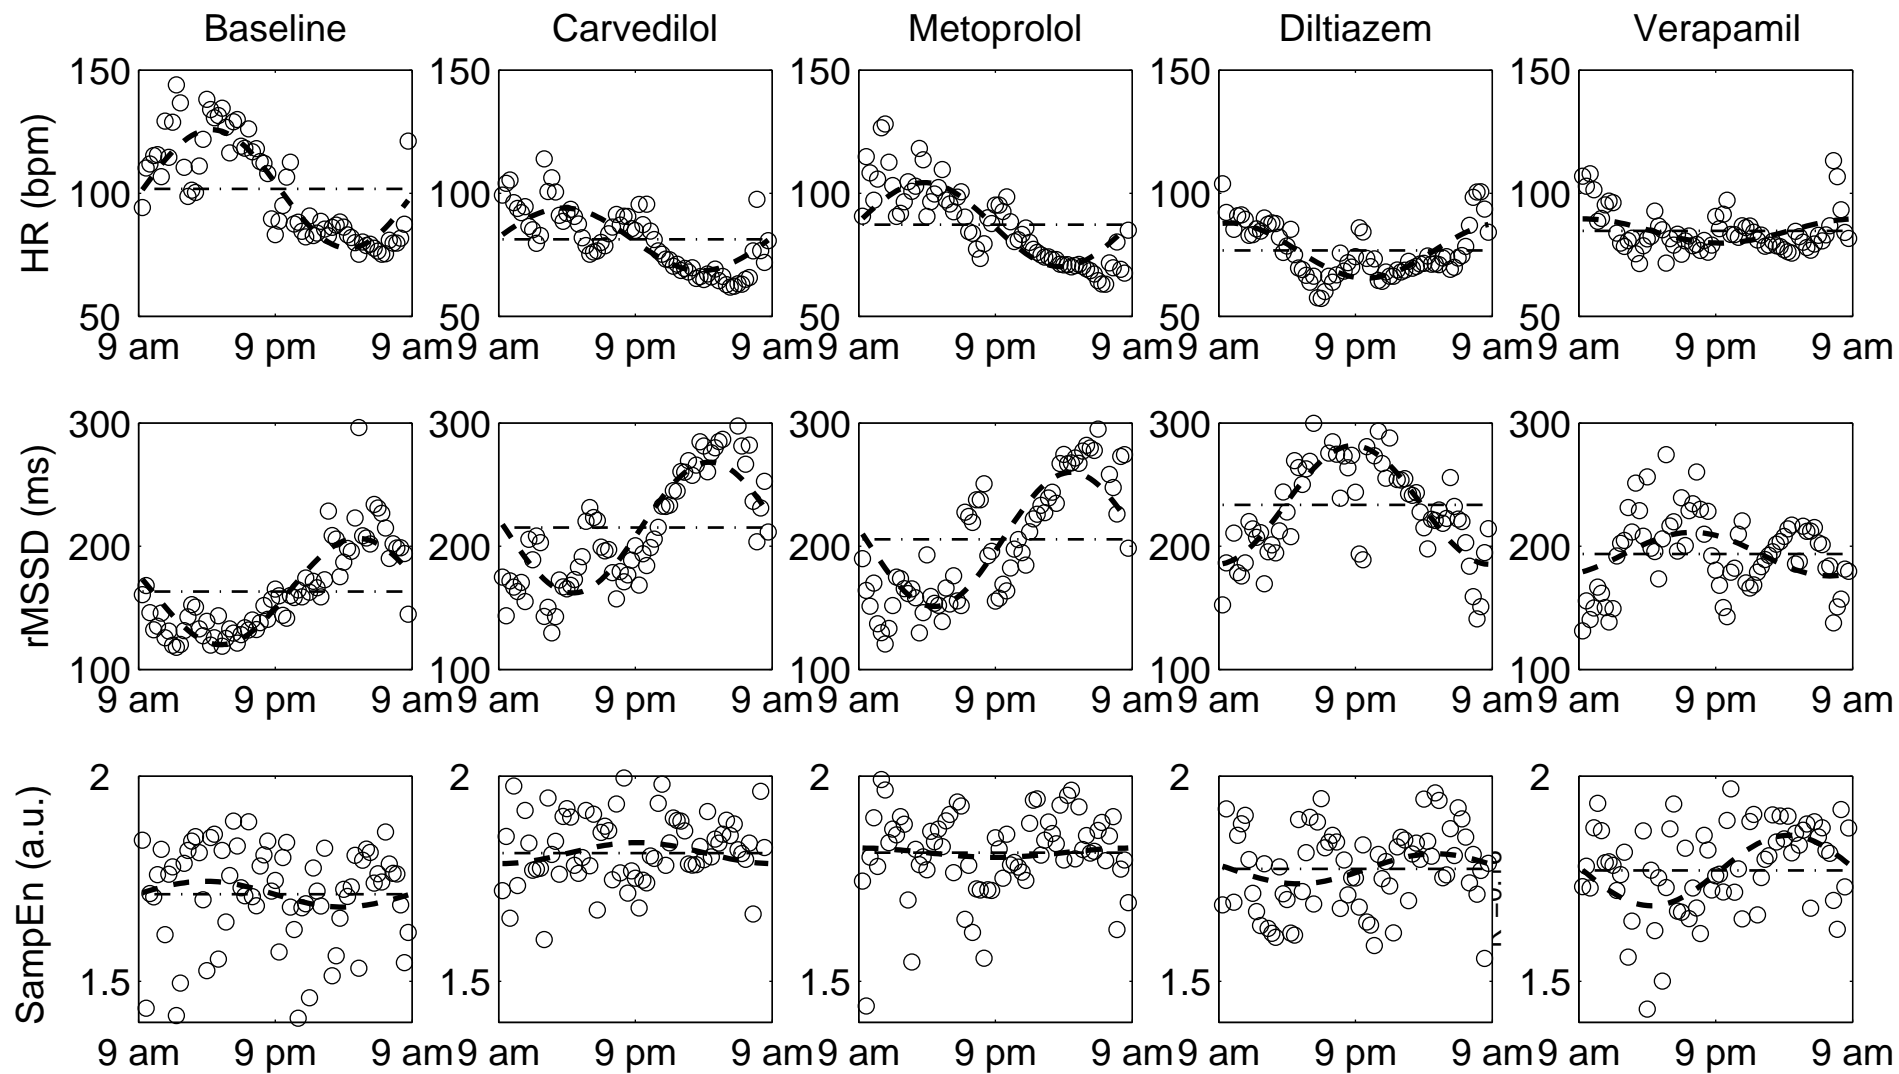 Baseline Carvedilol Metoprolol Diltiazem Verapamil
HR (bpm)
150 150 150 150 150
100 100 100 100 100
50 50 50 50 50
9 am 9 pm 9 am 9 am 9 pm 9 am 9 am 9 pm 9 am 9 am 9 pm 9 am 9 am 9 pm 9 am
rMSSD (ms)
300 300 300 300 300
200 200 200 200 200
100 100 100 100 100
9 am 9 pm 9 am 9 am 9 pm 9 am 9 am 9 pm 9 am 9 am 9 pm 9 am 9 am 9 pm 9 am
SampEn (a.u.)
2 2 2 2 2
1.5 1.5 1.5 1.5 1.5
9 am 9 pm 9 am 9 am 9 pm 9 am 9 am 9 pm 9 am 9 am 9 pm 9 am 9 am 9 pm 9 am